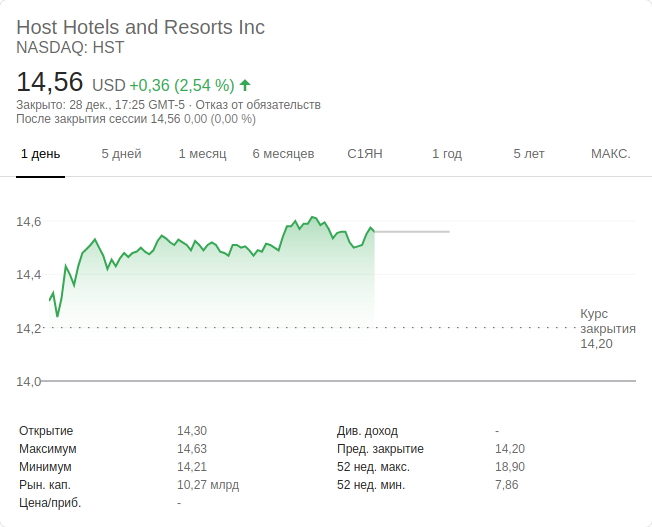 Host Hotels and Resorts Inc
NASDAQ: HST
14,56 USD +0,36 (2,54 %)
Закрыто: 28 дек., 17:25 GMT-5 · Отказ от обязательств
После закрытия сессии 14,56 0,00 (0,00 %)
1 день 5 дней 1 месяц 6 месяцев С1ЯН 1 год 5 лет МАКС.
14,6
14,4
14,2
14,0
Курс
закрытия
14,20
Открытие 14,30 Див. доход -
Максимум 14,63 Пред. закрытие 14,20
Минимум 14,21 52 нед. макс. 18,90
Рын. кап. 10,27 млрд 52 нед. мин. 7,86
Цена/приб. -